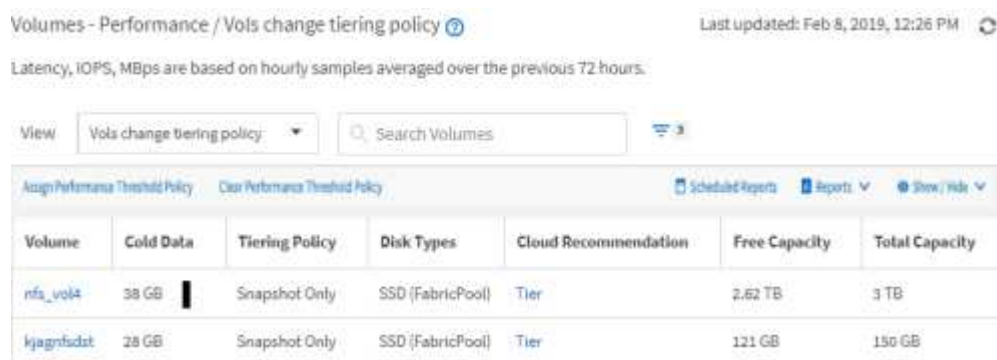 Volumes - Performance / Vols change tiering policy
Last updated: Feb 8, 2019, 12:26 PM
Latency, IOPS, MBps are based on hourly samples averaged over the previous 72 hours.
View Vols change tiering policy Search Volumes 3
Assign Performance Threshold Policy Clear Performance Threshold Policy Scheduled Reports Reports Show / Hide
Volume Cold Data Tiering Policy Disk Types Cloud Recommendation Free Capacity Total Capacity
nfs_vol4 38 GB Snapshot Only SSD (FabricPool) Tier 2.62 TB 3 TB
kjagnfsdst 28 GB Snapshot Only SSD (FabricPool) Tier 121 GB 150 GB